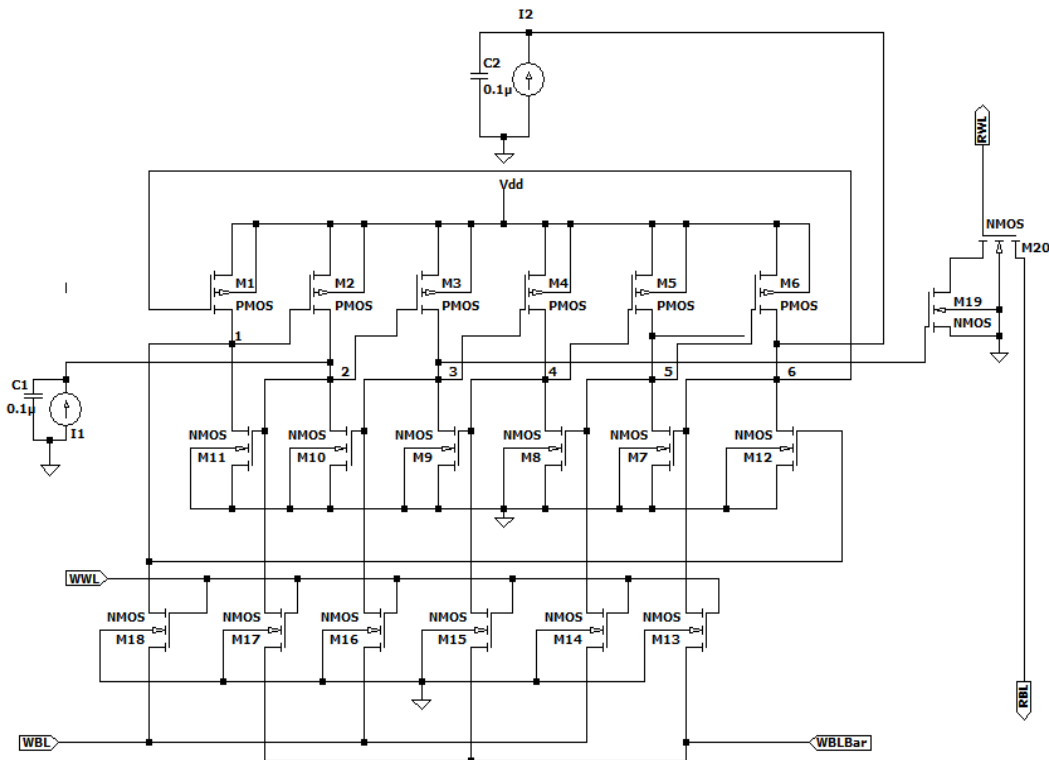 I2
C2
0.1µ
RWL
Vdd
NMOS
M20
M1
PMOS
M2
PMOS
M3
PMOS
M4
PMOS
M5
PMOS
M6
PMOS
M19
NMOS
1
2
3
4
5
6
C1
0.1µ
I1
NMOS
M11
NMOS
M10
NMOS
M9
NMOS
M8
NMOS
M7
NMOS
M12
WWL
NMOS
M18
NMOS
M17
NMOS
M16
NMOS
M15
NMOS
M14
NMOS
M13
RBL
WBL
WBLBar